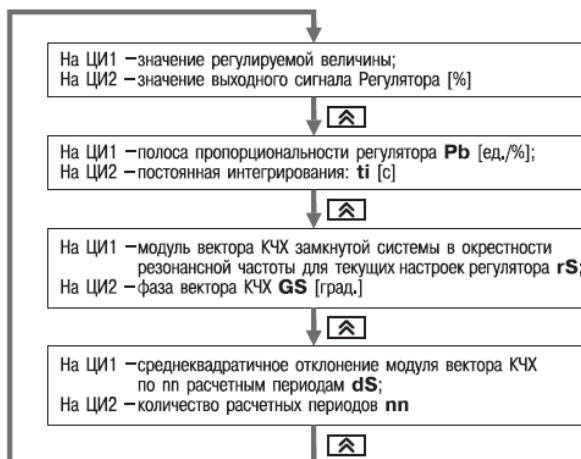 На ЦИ1 – значение регулируемой величины;
На ЦИ2 – значение выходного сигнала Регулятора [%]
На ЦИ1 – полоса пропорциональности регулятора Pb [ед./%];
На ЦИ2 – постоянная интегрирования: ti [с]
На ЦИ1 – модуль вектора КЧХ замкнутой системы в окрестности
резонансной частоты для текущих настроек регулятора rS;
На ЦИ2 – фаза вектора КЧХ GS [град.]
На ЦИ1 – среднеквадратичное отклонение модуля вектора КЧХ
по nn расчетным периодам dS;
На ЦИ2 – количество расчетных периодов nn